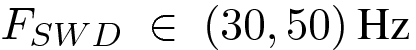 F_{SWD} ∈ (30, 50) Hz